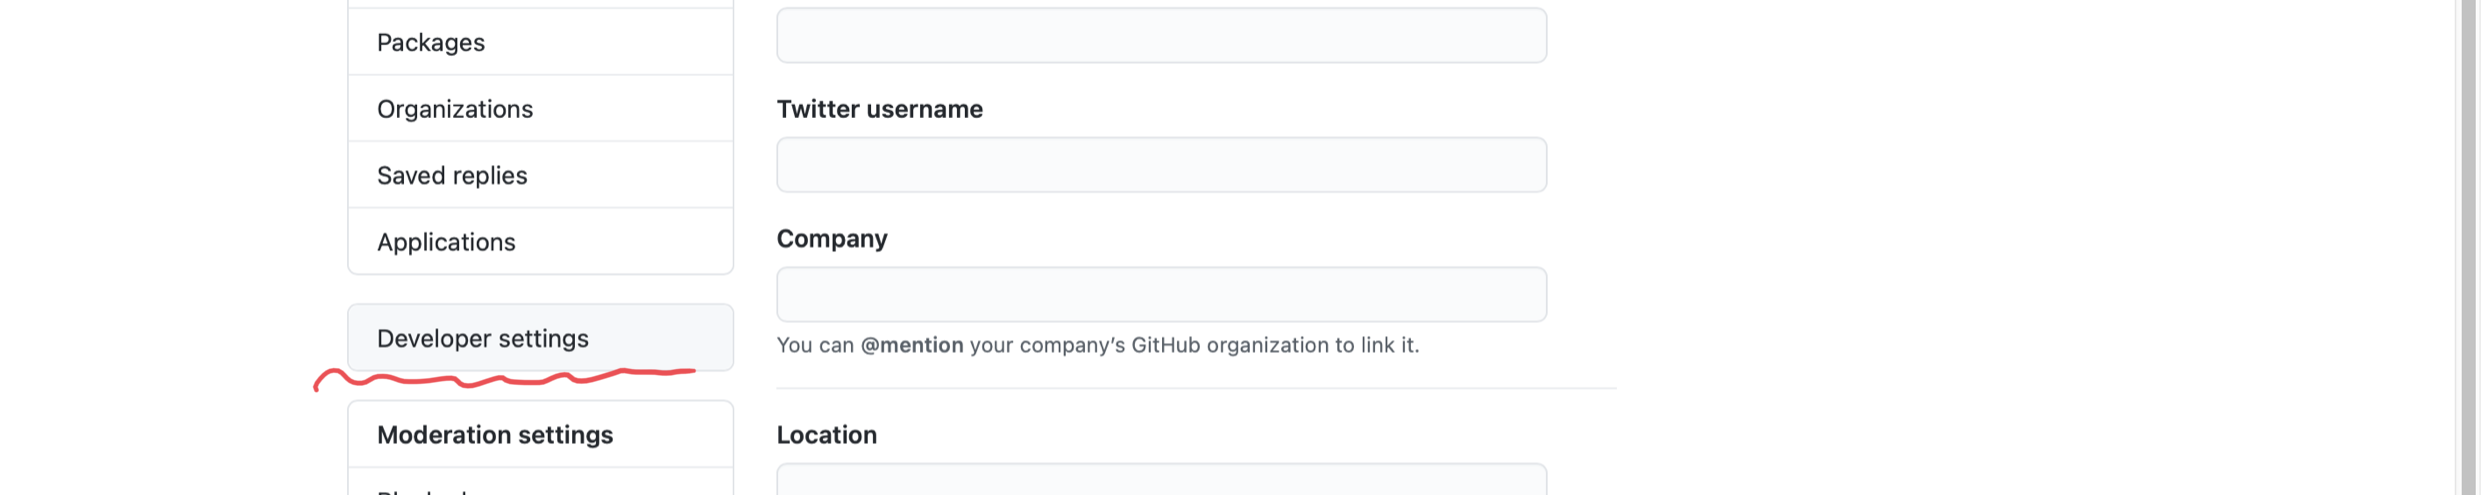 Packages
Organizations
Saved replies
Applications
Developer settings
Moderation settings
Twitter username
Company
You can @mention your company’s GitHub organization to link it.
Location